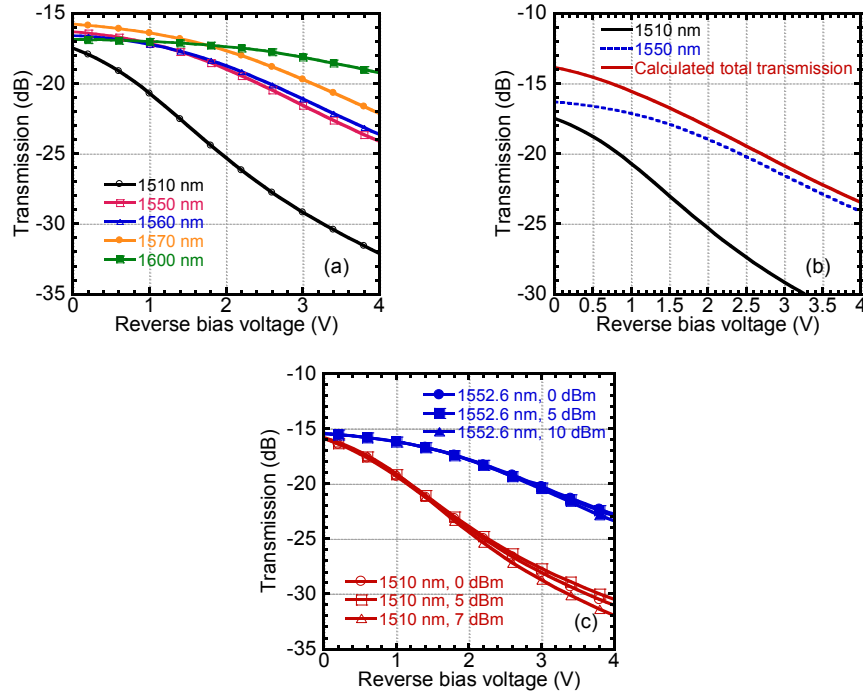 -15
-20
-25
-30
-35
Transmission (dB)
1510 nm
1550 nm
1560 nm
1570 nm
1600 nm
(a)
0 1 2 3 4
Reverse bias voltage (V)
-10
-15
-20
-25
-30
Transmission (dB)
1510 nm
1550 nm
Calculated total transmission
(b)
0 0.5 1 1.5 2 2.5 3 3.5 4
Reverse bias voltage (V)
-10
-15
-20
-25
-30
-35
Transmission (dB)
1552.6 nm, 0 dBm
1552.6 nm, 5 dBm
1552.6 nm, 10 dBm
1510 nm, 0 dBm
1510 nm, 5 dBm
1510 nm, 7 dBm
(c)
0 1 2 3 4
Reverse bias voltage (V)